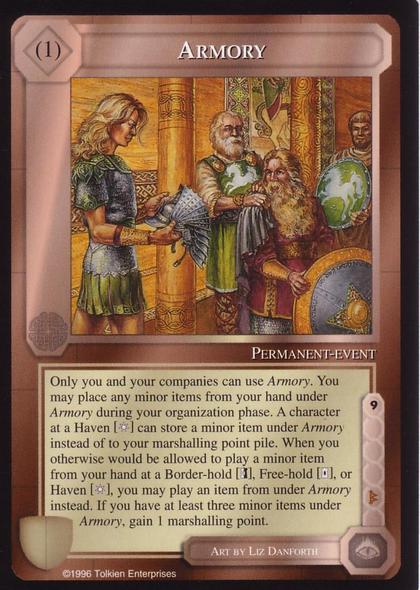 (1)
ARMORY
PERMANENT-EVENT
Only you and your companies can use Armory. You
may place any minor items from your hand under
Armory during your organization phase. A character
at a Haven [ ] can store a minor item under Armory
instead of to your marshalling point pile. When you
otherwise would be allowed to play a minor item
from your hand at a Border-hold [ ], Free-hold [ ], or
Haven [ ], you may play an item from under Armory
instead. If you have at least three minor items under
Armory, gain 1 marshalling point.
9
ART BY LIZ DANFORTH
©1996 Tolkien Enterprises